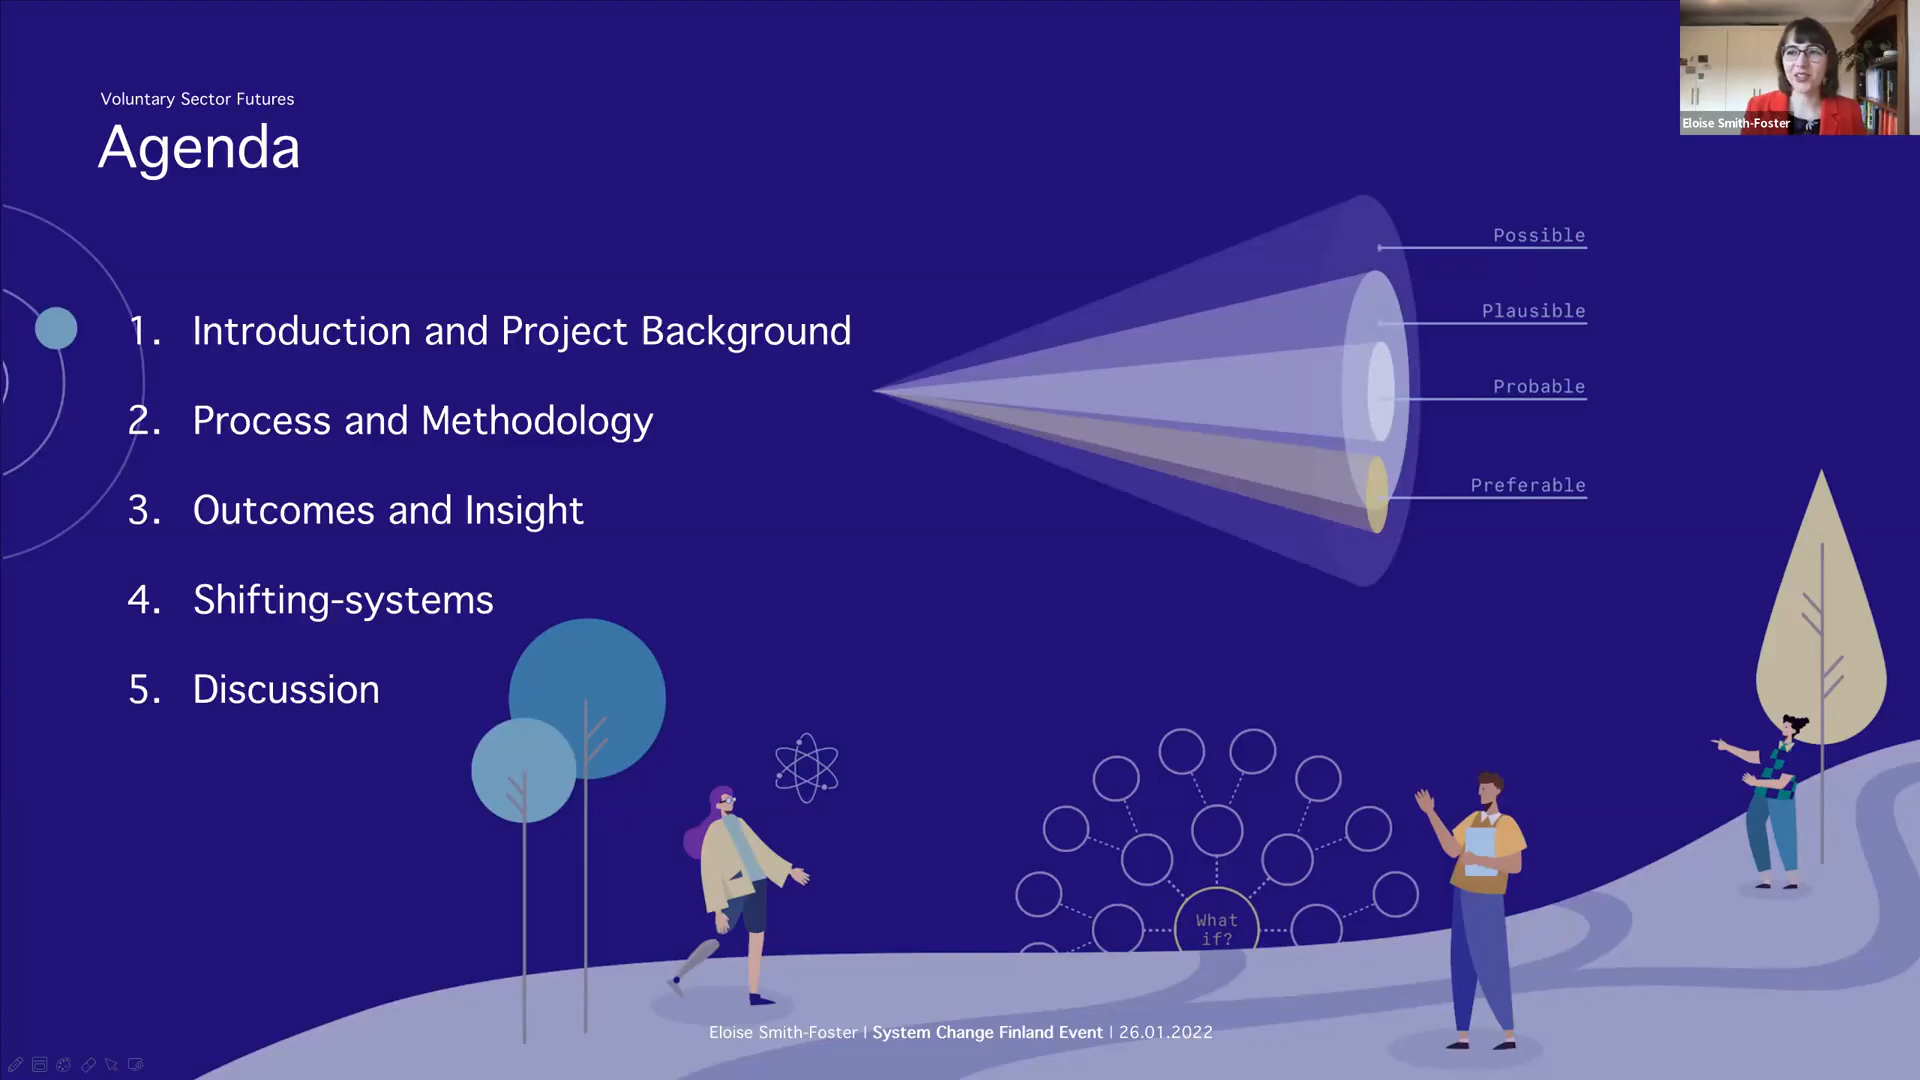 Voluntary Sector Futures
Agenda
1. Introduction and Project Background
2. Process and Methodology
3. Outcomes and Insight
4. Shifting-systems
5. Discussion
Possible
Plausible
Probable
Preferable
What
if?
Eloise Smith-Foster | System Change Finland Event | 26.01.2022
Eloise Smith-Foster